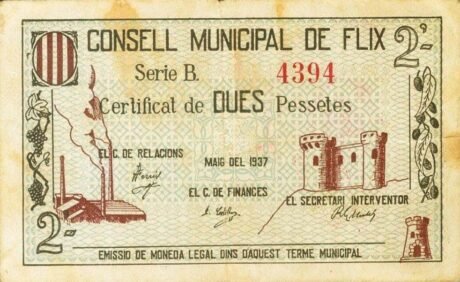 CONSELL MUNICIPAL DE FLIX
2'-
Serie B. 4394
Certificat de DUES Pessetes
EL C. DE RELACIONS
MAIG DEL 1937
EL C. DE FINANCES
EL SECRETARI INTERVENTOR
2'-
EMISSIO DE MONEDA LEGAL DINS D'AQUEST TERME MUNICIPAL